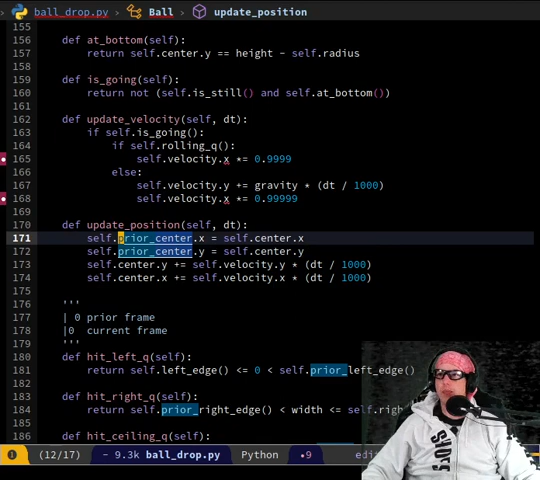 ball_drop.py › Ball › update_position
155
156 def at_bottom(self):
157 return self.center.y == height - self.radius
158
159 def is_going(self):
160 return not (self.is_still() and self.at_bottom())
161
162 def update_velocity(self, dt):
163 if self.is_going():
164 if self.rolling_q():
165 self.velocity.x *= 0.9999
166 else:
167 self.velocity.y += gravity * (dt / 1000)
168 self.velocity.x *= 0.99999
169
170 def update_position(self, dt):
171 self.prior_center.x = self.center.x
172 self.prior_center.y = self.center.y
173 self.center.y += self.velocity.y * (dt / 1000)
174 self.center.x += self.velocity.x * (dt / 1000)
175
176 '''
177 | 0 prior frame
178 |0 current frame
179 '''
180 def hit_left_q(self):
181 return self.left_edge() <= 0 < self.prior_left_edge()
182
183 def hit_right_q(self):
184 return self.prior_right_edge() < width <= self.righ
185
186 def hit_ceiling_q(self):
(12/17) - 9.3k ball_drop.py Python •9 edi